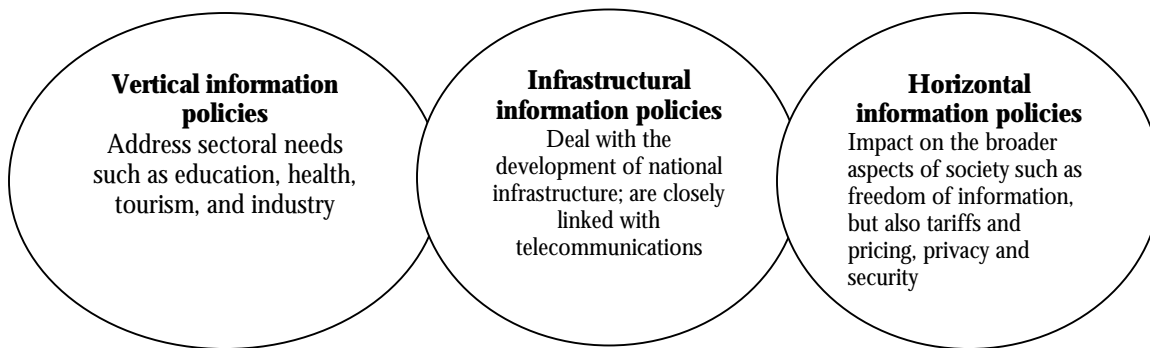 Vertical information
policies
Address sectoral needs
such as education, health,
tourism, and industry
Infrastructural
information policies
Deal with the
development of national
infrastructure; are closely
linked with
telecommunications
Horizontal
information policies
Impact on the broader
aspects of society such as
freedom of information,
but also tariffs and
pricing, privacy and
security